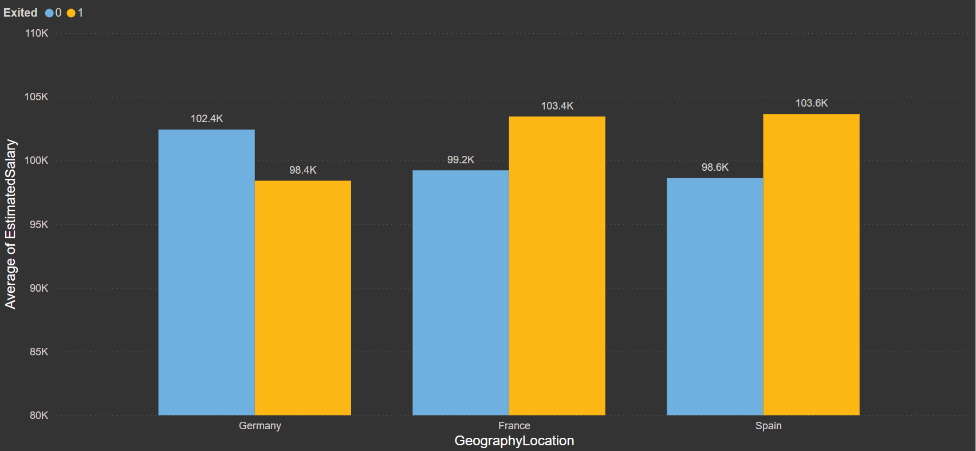 Exited 0 1
110K
105K
100K
95K
90K
85K
80K
Average of EstimatedSalary
102.4K
98.4K
99.2K
103.4K
98.6K
103.6K
Germany France Spain
GeographyLocation